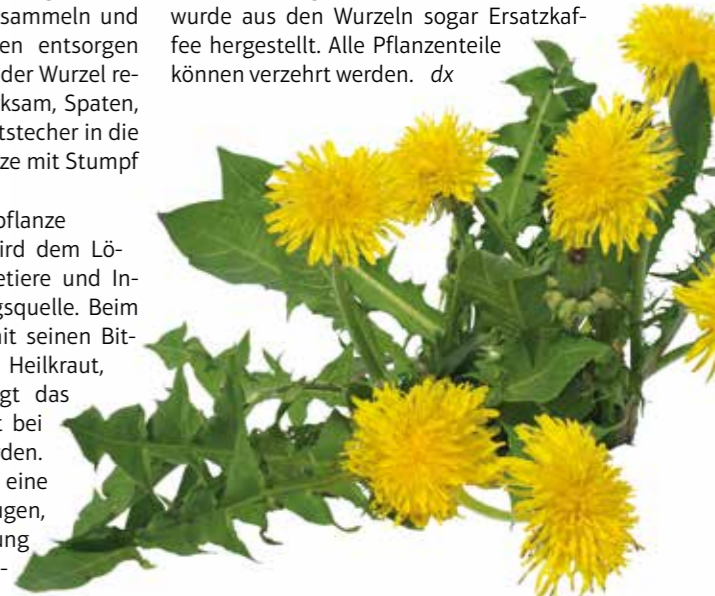 sammeln und
en entsorgen
der Wurzel re-
ksam, Spaten,
tstecher in die
ze mit Stumpf
pflanze
ird dem Lö-
etiere und In-
gsquelle. Beim
it seinen Bit-
Heilkraut,
gt das
t bei
rden.
eine
ugen,
ung
-
wurde aus den Wurzeln sogar Ersatzkaf-
fee hergestellt. Alle Pflanzenteile
können verzehrt werden. dx